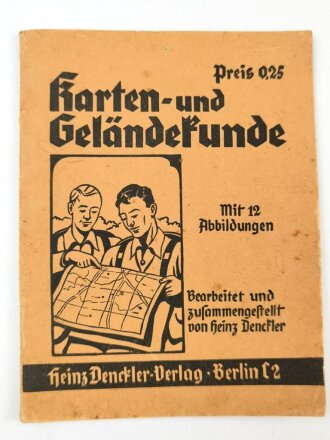 Preis 0,25
Karten- und
Geländekunde
Mit 12
Abbildungen
Bearbeitet und
zusammengestellt
von Heinz Denckler
Heinz Denckler-Verlag · Berlin C2